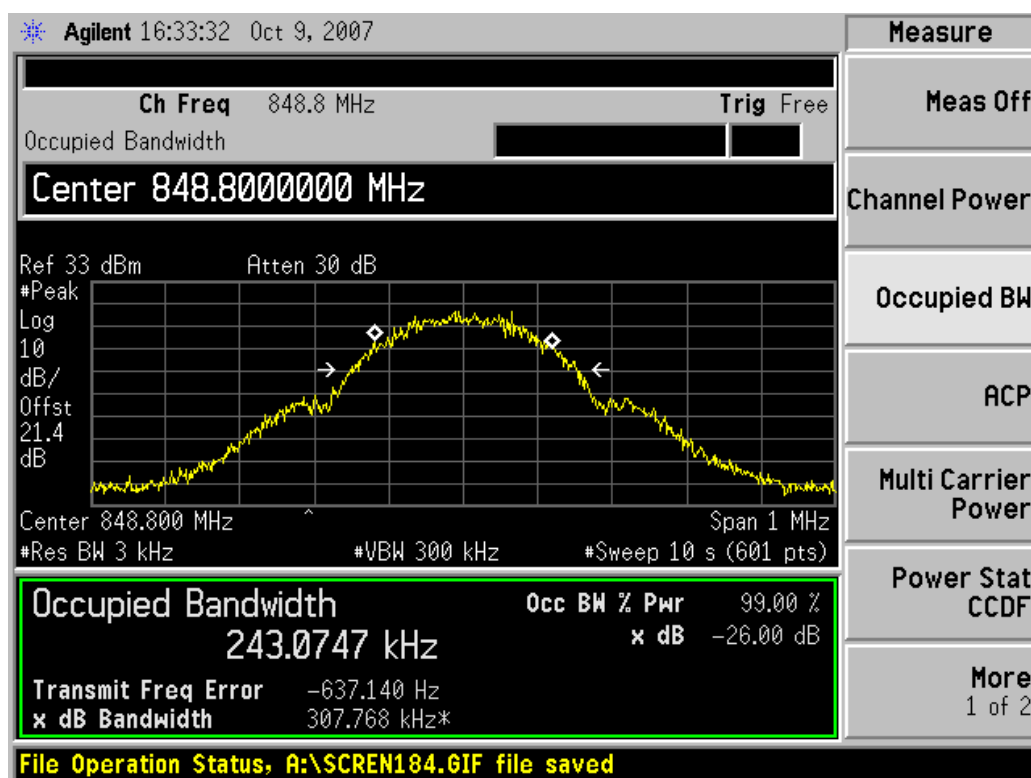 Agilent 16:33:32 Oct 9, 2007
Measure
Ch Freq 848.8 MHz Trig Free
Occupied Bandwidth
Center 848.8000000 MHz
Ref 33 dBm Atten 30 dB
#Peak
Log
10
dB/
Offst
21.4
dB
Center 848.800 MHz ^ Span 1 MHz
#Res BW 3 kHz #VBW 300 kHz #Sweep 10 s (601 pts)
Occupied Bandwidth Occ BW % Pwr 99.00 %
243.0747 kHz x dB -26.00 dB
Transmit Freq Error -637.140 Hz
x dB Bandwidth 307.768 kHz*
Meas Off
Channel Power
Occupied BW
ACP
Multi Carrier
Power
Power Stat
CCDF
More
1 of 2
File Operation Status, A:\SCREN184.GIF file saved